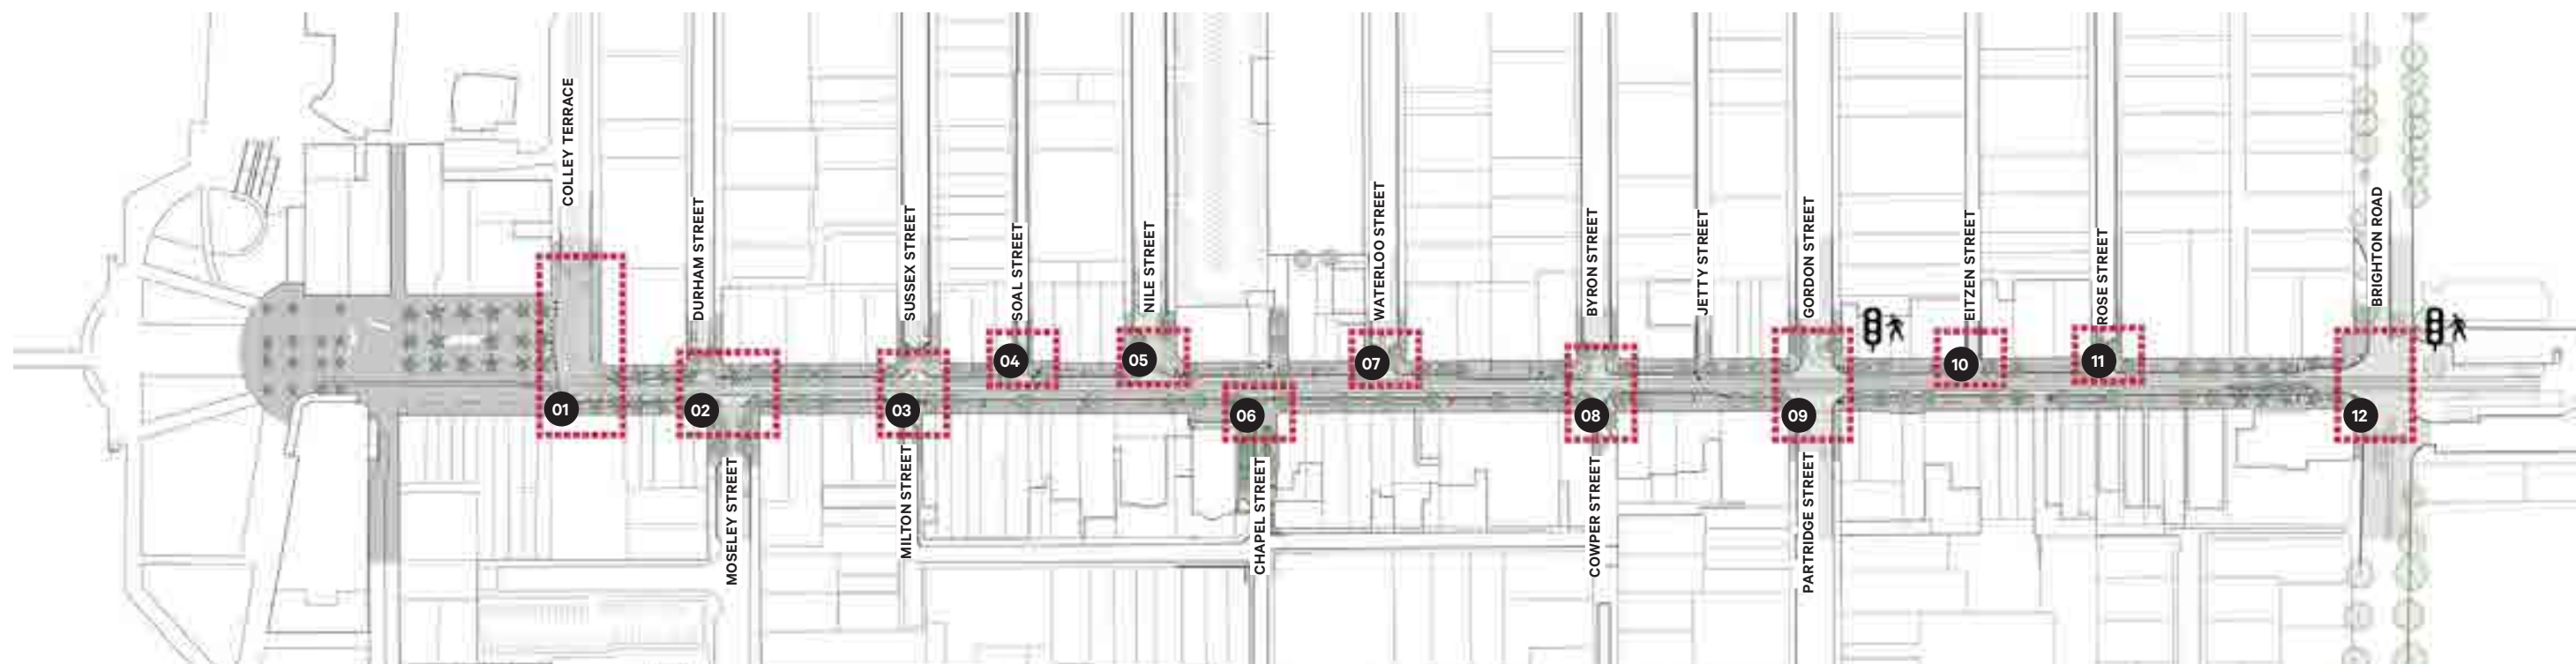 COLLEY TERRACE
DURHAM STREET
SUSSEX STREET
SOAL STREET
NILE STREET
WATERLOO STREET
BYRON STREET
JETTY STREET
GORDON STREET
EITZEN STREET
ROSE STREET
BRIGHTON ROAD
01
02
03
04
05
06
07
08
09
10
11
12
MOSELEY STREET
MILTON STREET
CHAPEL STREET
COWPER STREET
PARTRIDGE STREET